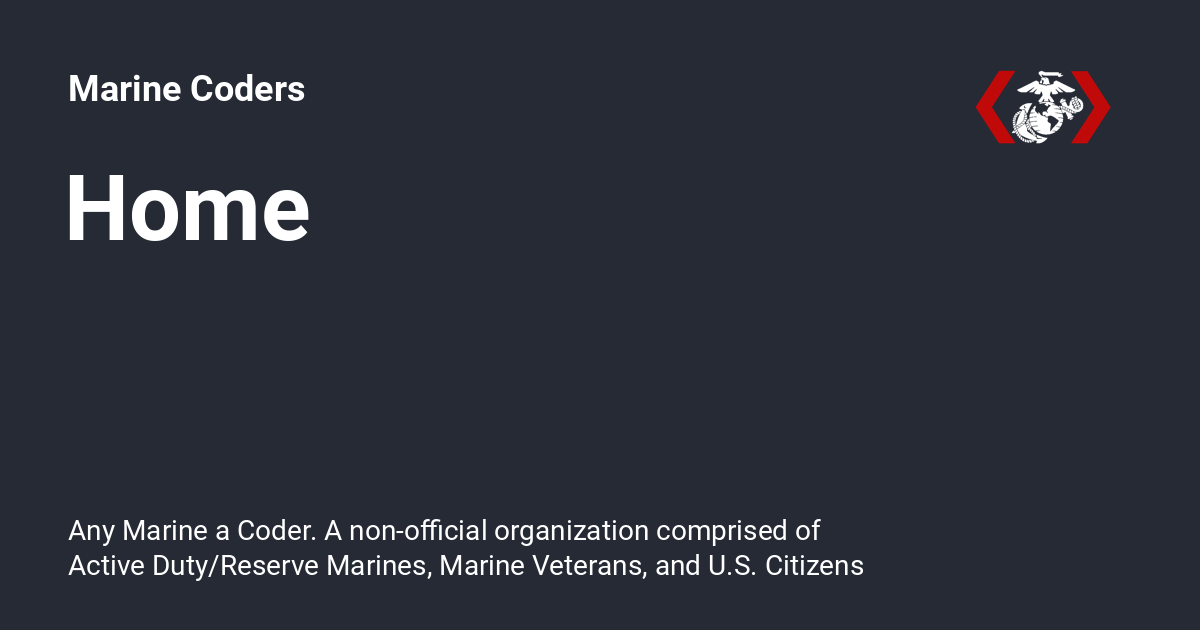 Marine Coders
Home
Any Marine a Coder. A non-official organization comprised of
Active Duty/Reserve Marines, Marine Veterans, and U.S. Citizens